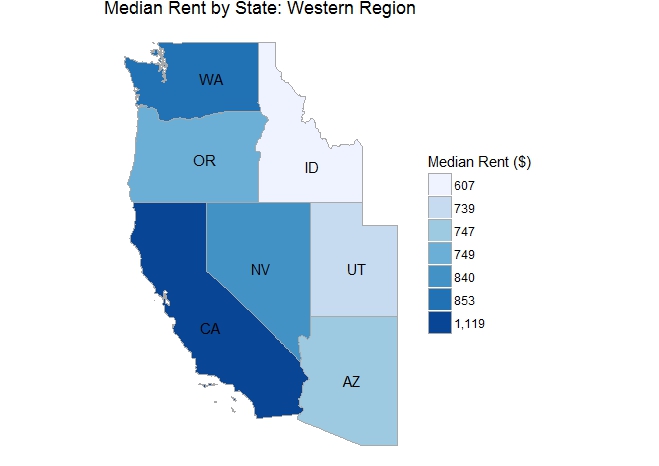 Median Rent by State: Western Region
WA
OR
ID
NV
UT
CA
AZ
Median Rent ($)
607
739
747
749
840
853
1,119